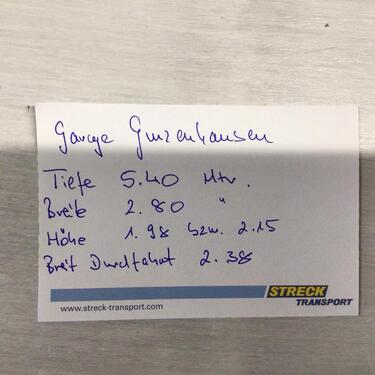 Garage Gunzenhausen
Tiefe 5.40 Mtr.
Breite 2.80 "
Höhe 1.98 bzw. 2.15
Breit Durchfahrt 2.38
www.streck-transport.com
STRECK
TRANSPORT